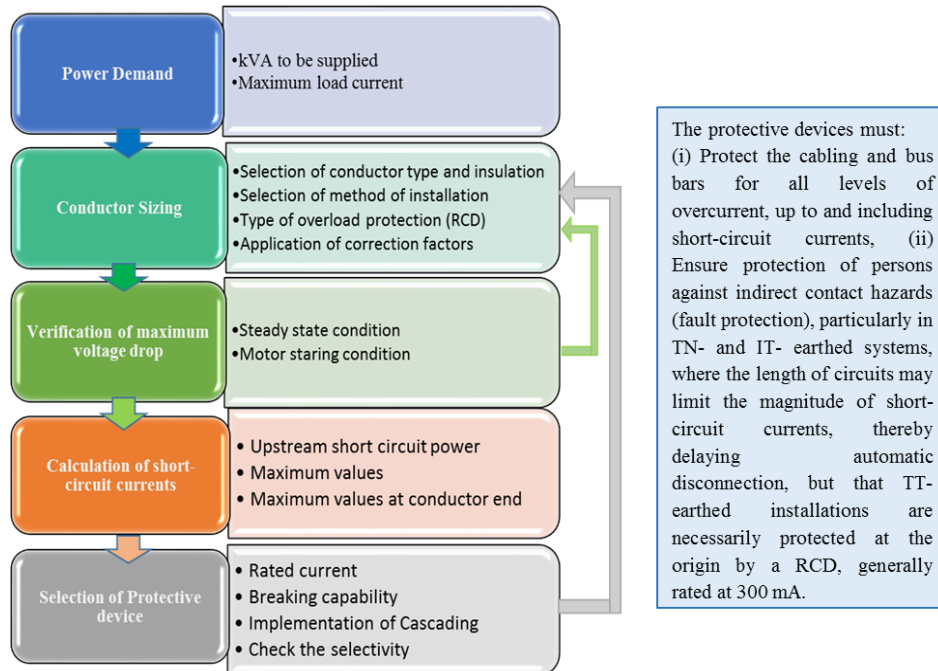 Power Demand
•kVA to be supplied
•Maximum load current
Conductor Sizing
•Selection of conductor type and insulation
•Selection of method of installation
•Type of overload protection (RCD)
•Application of correction factors
Verification of maximum
voltage drop
•Steady state condition
•Motor staring condition
Calculation of short-
circuit currents
• Upstream short circuit power
• Maximum values
• Maximum values at conductor end
Selection of Protective
device
• Rated current
• Breaking capability
• Implementation of Cascading
• Check the selectivity
The protective devices must:
(i) Protect the cabling and bus
bars for all levels of
overcurrent, up to and including
short-circuit currents, (ii)
Ensure protection of persons
against indirect contact hazards
(fault protection), particularly in
TN- and IT- earthed systems,
where the length of circuits may
limit the magnitude of short-
circuit currents, thereby
delaying automatic
disconnection, but that TT-
earthed installations are
necessarily protected at the
origin by a RCD, generally
rated at 300 mA.